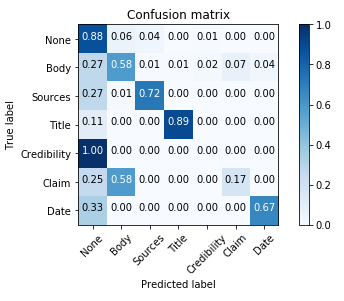 Confusion matrix
None 0.88 0.06 0.04 0.00 0.01 0.00 0.00
Body 0.27 0.58 0.01 0.01 0.02 0.07 0.04
Sources 0.27 0.01 0.72 0.00 0.00 0.00 0.00
Title 0.11 0.00 0.00 0.89 0.00 0.00 0.00
Credibility 1.00 0.00 0.00 0.00 0.00 0.00 0.00
Claim 0.25 0.58 0.00 0.00 0.00 0.17 0.00
Date 0.33 0.00 0.00 0.00 0.00 0.00 0.67
None Body Sources Title Credibility Claim Date
True label
Predicted label
1.0
0.8
0.6
0.4
0.2
0.0